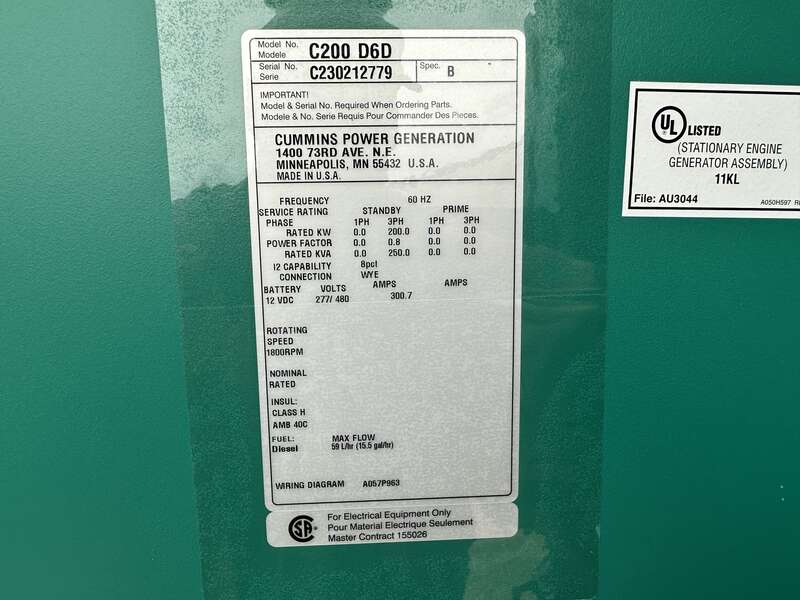 Model No. C200 D6D
Modele
Serial No. C230212779 Spec. B
Serie
IMPORTANT!
Model & Serial No. Required When Ordering Parts.
Modele & No. Serie Requis Pour Commander Des Pieces.
CUMMINS POWER GENERATION
1400 73RD AVE. N.E.
MINNEAPOLIS, MN 55432 U.S.A.
MADE IN U.S.A.
FREQUENCY 60 HZ
SERVICE RATING STANDBY PRIME
PHASE 1PH 3PH 1PH 3PH
RATED KW 0.0 200.0 0.0 0.0
POWER FACTOR 0.0 0.8 0.0 0.0
RATED KVA 0.0 250.0 0.0 0.0
I2 CAPABILITY 8pct
CONNECTION WYE
BATTERY VOLTS AMPS AMPS
12 VDC 277/ 480 300.7
ROTATING
SPEED
1800RPM
NOMINAL
RATED
INSUL:
CLASS H
AMB 40C
FUEL: MAX FLOW
Diesel 59 L/hr (15.5 gal/hr)
WIRING DIAGRAM A057P963
SA
For Electrical Equipment Only
Pour Material Electrique Seulement
Master Contract 155026
UL LISTED
(STATIONARY ENGINE
GENERATOR ASSEMBLY)
11KL
File: AU3044 A050H597